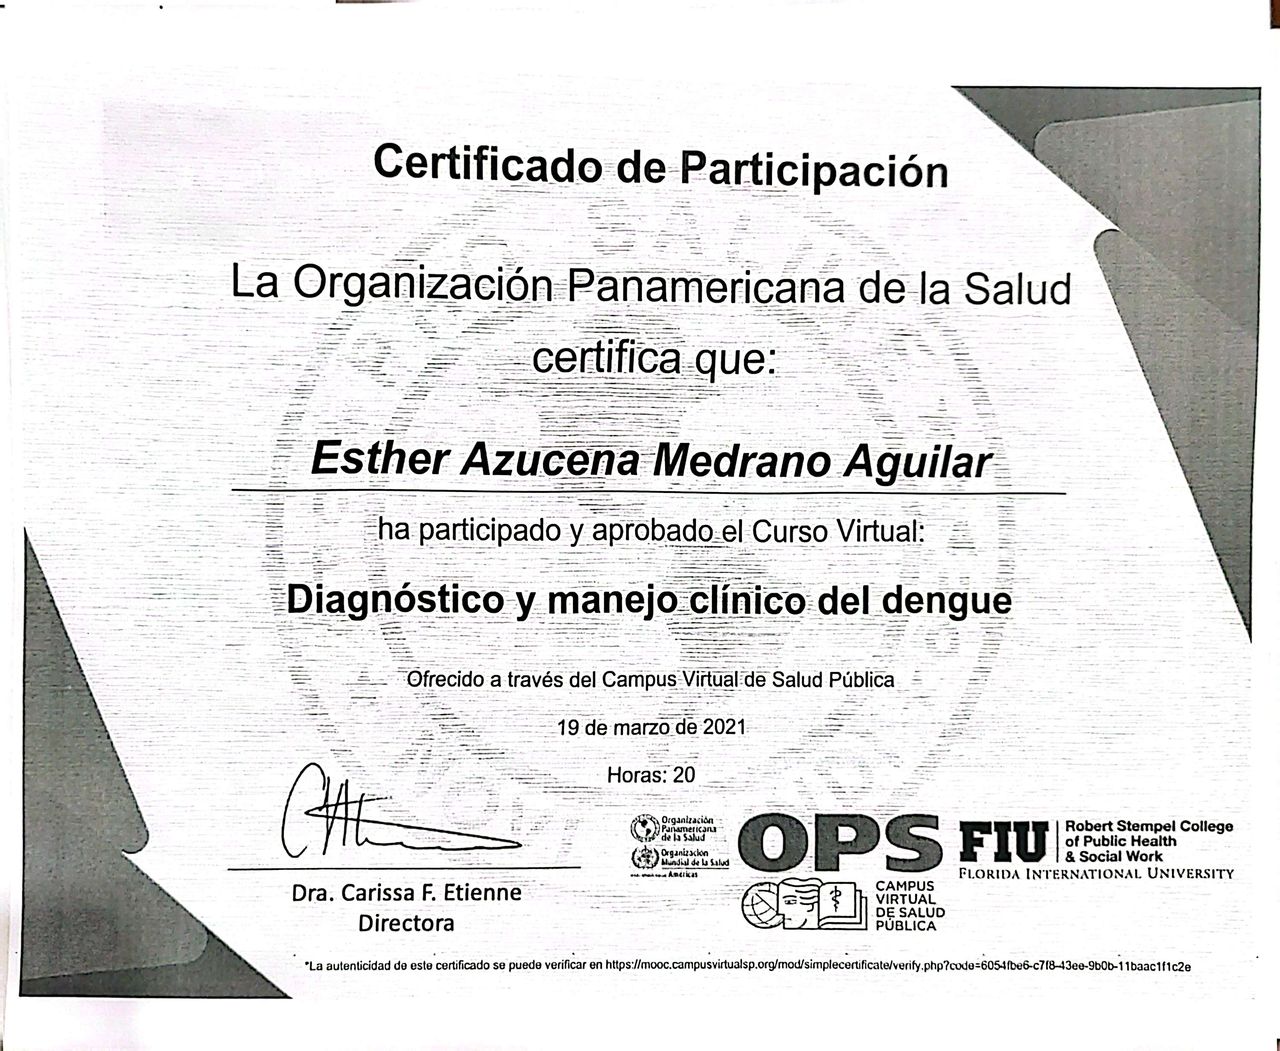 Certificado de Participación
La Organización Panamericana de la Salud
certifica que:
Esther Azucena Medrano Aguilar
ha participado y aprobado el Curso Virtual:
Diagnóstico y manejo clínico del dengue
Ofrecido a través del Campus Virtual de Salud Pública
19 de marzo de 2021
Horas: 20
Dra. Carissa F. Etienne
Directora
Organización
Panamericana
de la Salud
Organización
Mundial de la Salud
Américas
OPS
CAMPUS
VIRTUAL
DE SALUD
PÚBLICA
FIU
Robert Stempel College
of Public Health
& Social Work
FLORIDA INTERNATIONAL UNIVERSITY
*La autenticidad de este certificado se puede verificar en https://mooc.campusvirtualsp.org/mod/simplecertificate/verify.php?code=6054fbe6-c7f8-43ee-9b0b-11baac1f1c2e